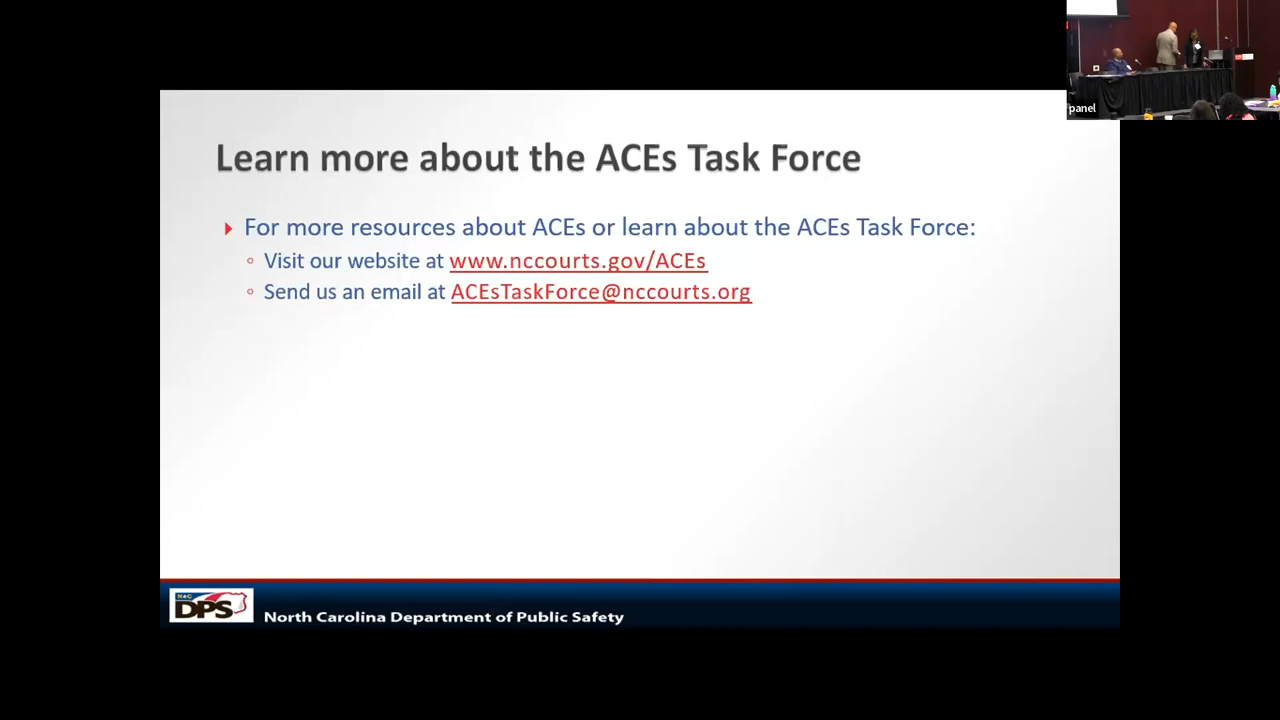 panel
Learn more about the ACEs Task Force
For more resources about ACEs or learn about the ACEs Task Force:
Visit our website at www.nccourts.gov/ACEs
Send us an email at ACEsTaskForce@nccourts.org
DPS
North Carolina Department of Public Safety